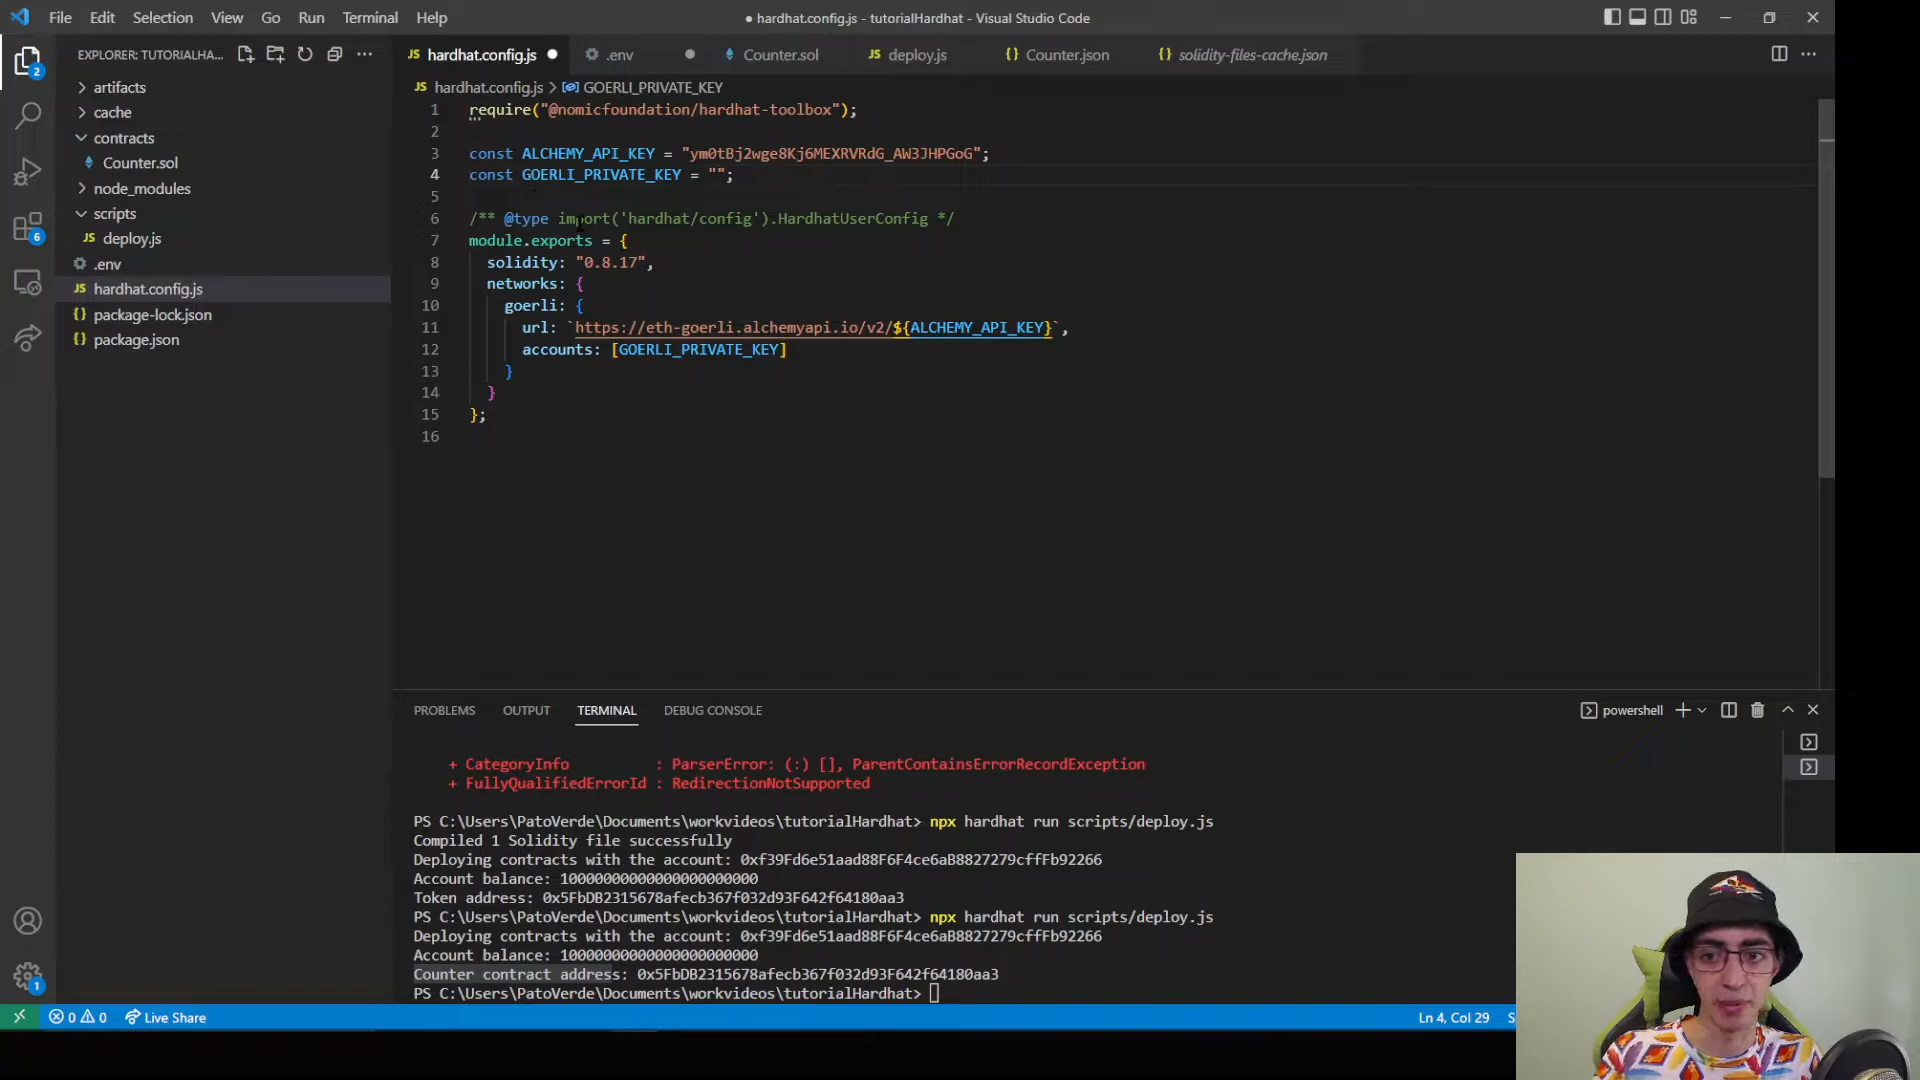 File Edit Selection View Go Run Terminal Help
● hardhat.config.js - tutorialHardhat - Visual Studio Code
EXPLORER: TUTORIALHA...
2
artifacts
cache
contracts
Counter.sol
node_modules
scripts
JS deploy.js
.env
JS hardhat.config.js
{} package-lock.json
{} package.json
6
1
JS hardhat.config.js ● .env ● Counter.sol JS deploy.js {} Counter.json {} solidity-files-cache.json
JS hardhat.config.js > GOERLI_PRIVATE_KEY
1 require("@nomicfoundation/hardhat-toolbox");
2
3 const ALCHEMY_API_KEY = "ym0tBj2wge8Kj6MEXRVRdG_AW3JHPGoG";
4 const GOERLI_PRIVATE_KEY = "";
5
6 /** @type import('hardhat/config').HardhatUserConfig */
7 module.exports = {
8 solidity: "0.8.17",
9 networks: {
10 goerli: {
11 url: `https://eth-goerli.alchemyapi.io/v2/${ALCHEMY_API_KEY}`,
12 accounts: [GOERLI_PRIVATE_KEY]
13 }
14 }
15 };
16
PROBLEMS OUTPUT TERMINAL DEBUG CONSOLE
powershell
+ CategoryInfo : ParserError: (:) [], ParentContainsErrorRecordException
+ FullyQualifiedErrorId : RedirectionNotSupported
PS C:\Users\PatoVerde\Documents\workvideos\tutorialHardhat> npx hardhat run scripts/deploy.js
Compiled 1 Solidity file successfully
Deploying contracts with the account: 0xf39Fd6e51aad88F6F4ce6aB8827279cffFb92266
Account balance: 10000000000000000000000
Token address: 0x5FbDB2315678afecb367f032d93F642f64180aa3
PS C:\Users\PatoVerde\Documents\workvideos\tutorialHardhat> npx hardhat run scripts/deploy.js
Deploying contracts with the account: 0xf39Fd6e51aad88F6F4ce6aB8827279cffFb92266
Account balance: 10000000000000000000000
Counter contract address: 0x5FbDB2315678afecb367f032d93F642f64180aa3
PS C:\Users\PatoVerde\Documents\workvideos\tutorialHardhat>
0 0 Live Share
Ln 4, Col 29